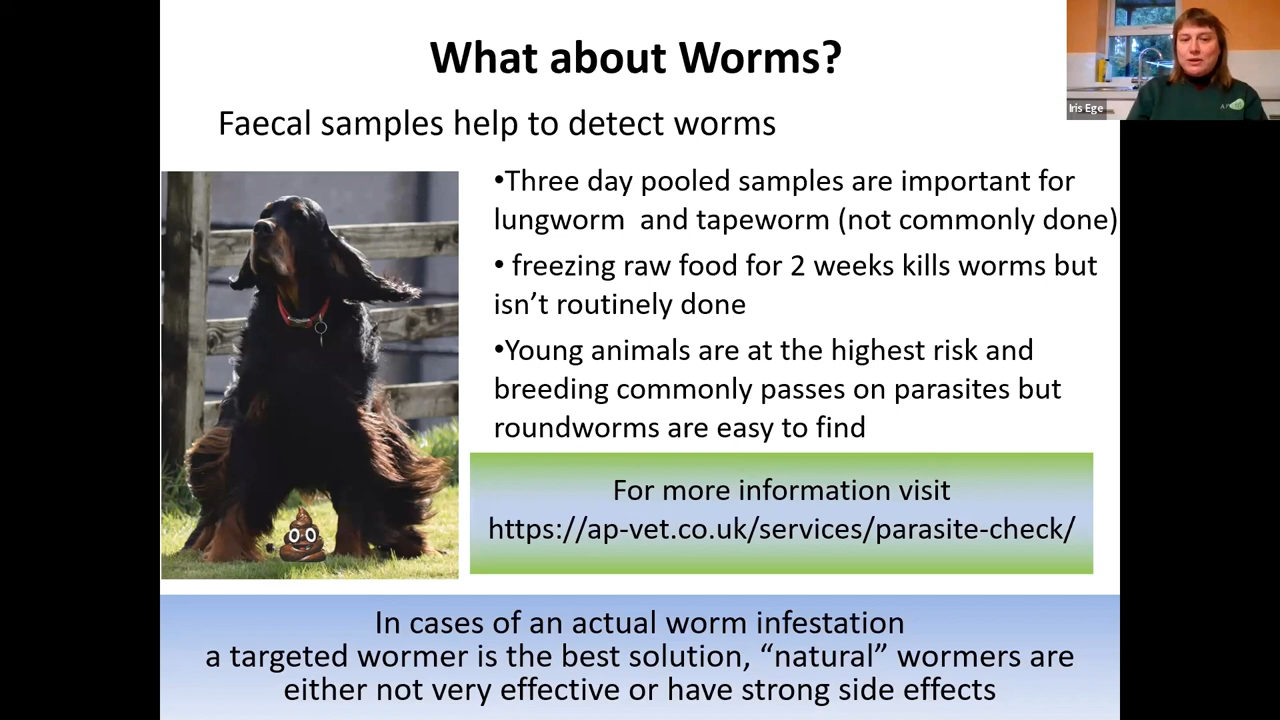 What about Worms?
Iris Ege
Faecal samples help to detect worms
•Three day pooled samples are important for
lungworm  and tapeworm (not commonly done)
• freezing raw food for 2 weeks kills worms but
isn’t routinely done
•Young animals are at the highest risk and
breeding commonly passes on parasites but
roundworms are easy to find
For more information visit
https://ap-vet.co.uk/services/parasite-check/
In cases of an actual worm infestation
a targeted wormer is the best solution, “natural” wormers are
either not very effective or have strong side effects